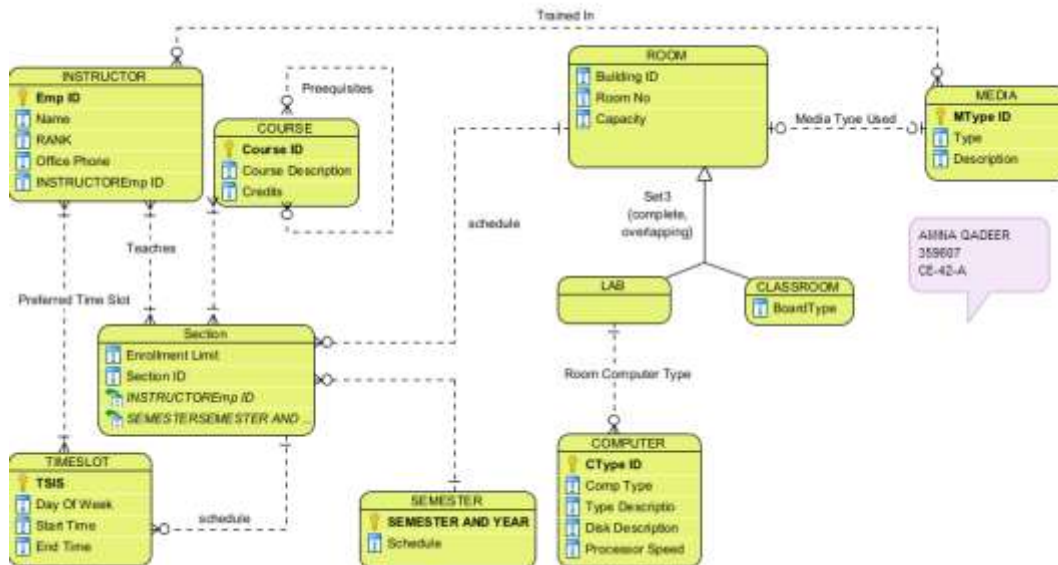 Trained In
INSTRUCTOR
Emp ID
Name
RANK
Office Phone
INSTRUCTOREmp ID
Preequisites
COURSE
Course ID
Course Description
Credits
ROOM
Building ID
Room No
Capacity
Media Type Used
MEDIA
MType ID
Type
Description
Set3
(complete,
overlapping)
schedule
Teaches
Preferred Time Slot
AMNA QADEER
359607
CE-42-A
LAB
CLASSROOM
BoardType
Section
Enrollment Limit
Section ID
INSTRUCTOREmp ID
SEMESTERSEMESTER AND ...
Room Computer Type
TIMESLOT
TSIS
Day Of Week
Start Time
End Time
schedule
SEMESTER
SEMESTER AND YEAR
Schedule
COMPUTER
CType ID
Comp Type
Type Descriptio
Disk Description
Processor Speed